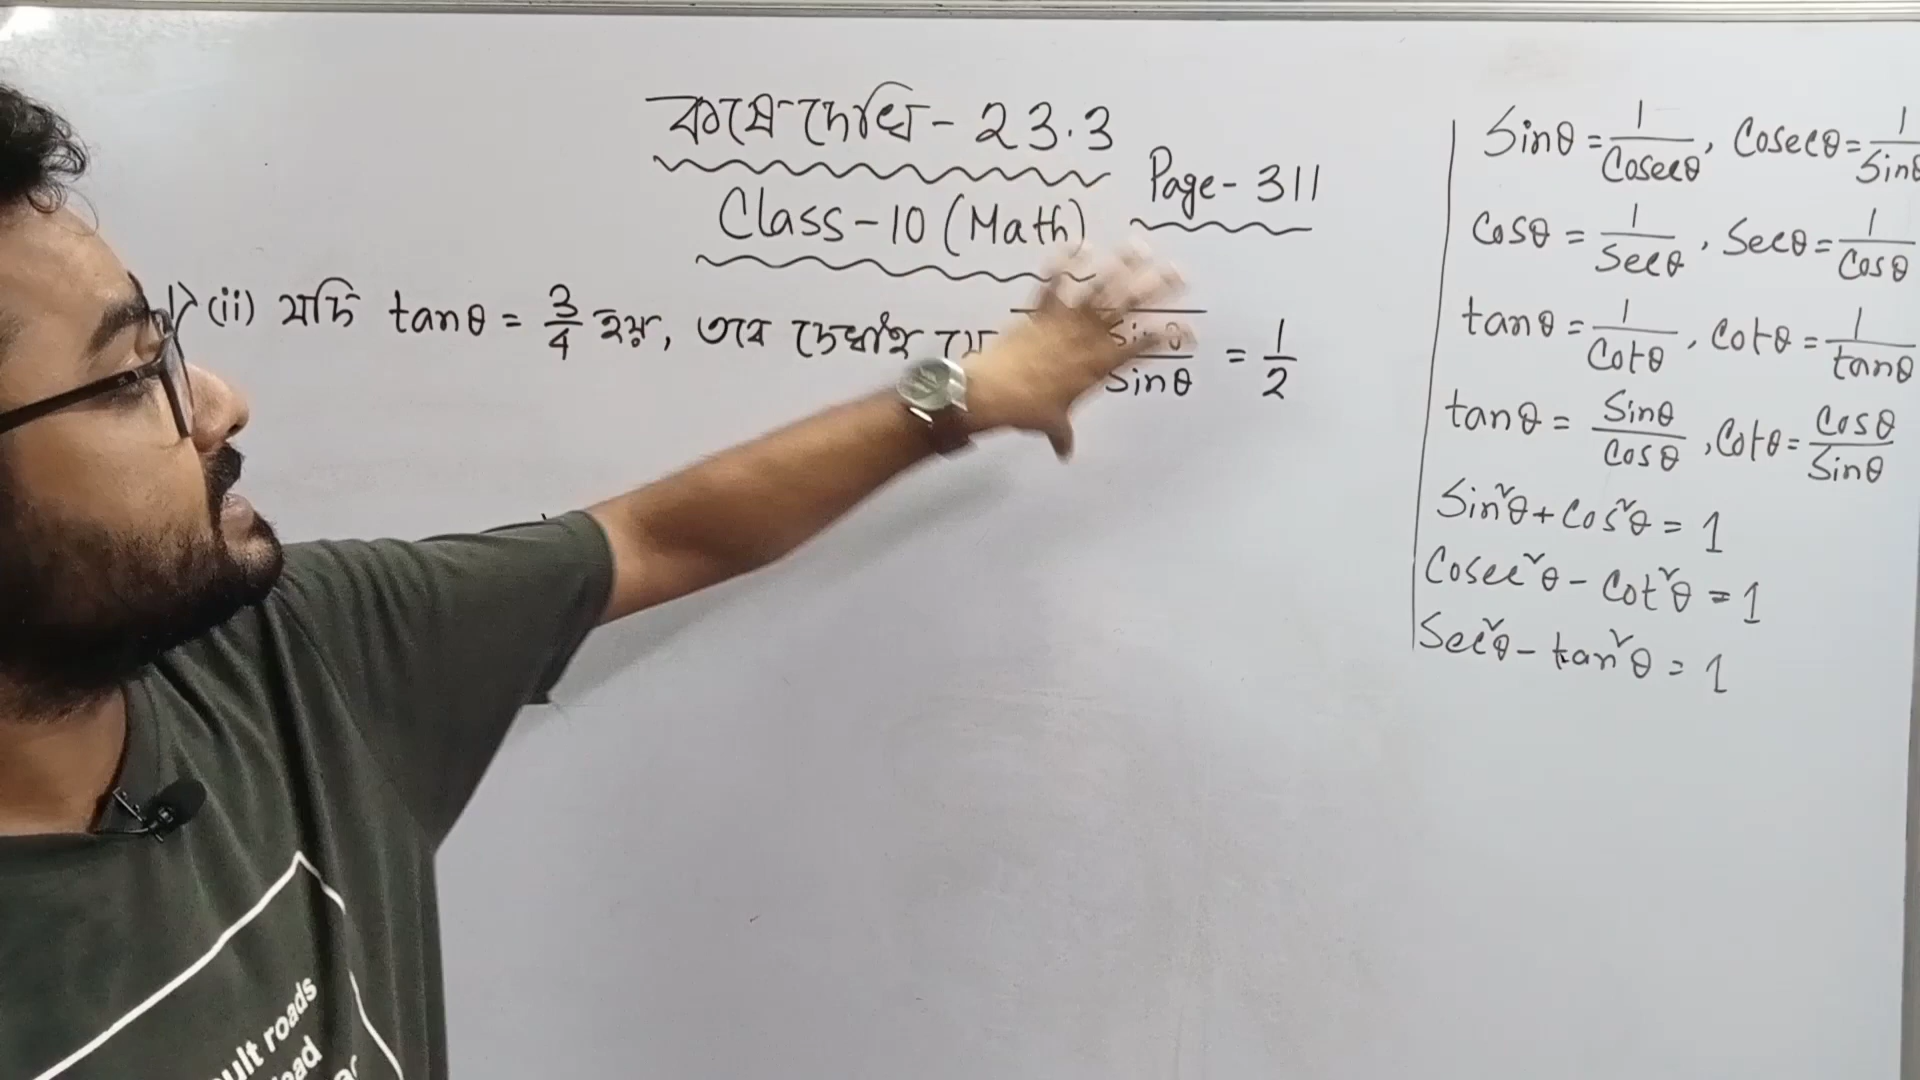 কষে দেখি - 23.3
Page - 311
Class - 10 (Math)
1> (ii) যদি tanθ = 3/4 হয়, তবে দেখাই যে sinθ = 1/2
Sinθ = 1/Cosecθ, Cosecθ = 1/Sinθ
Cosθ = 1/Secθ, Secθ = 1/Cosθ
tanθ = 1/Cotθ, Cotθ = 1/tanθ
tanθ = Sinθ/Cosθ, Cotθ = Cosθ/Sinθ
Sin²θ + Cos²θ = 1
Cosec²θ - Cot²θ = 1
Sec²θ - tan²θ = 1
ult roads